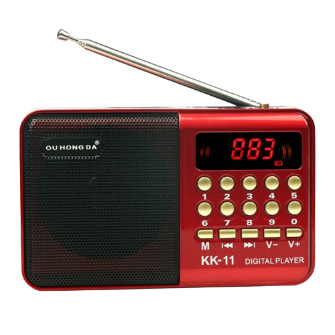 OU HONG DA
883
1 2 3 4 5
6 7 8 9 0
M V− V+
KK-11 DIGITAL PLAYER